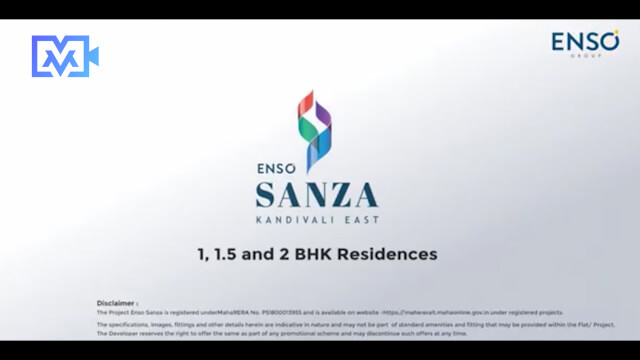 ENSO
GROUP
ENSO
SANZA
KANDIVALI EAST
1, 1.5 and 2 BHK Residences
Disclaimer :
The Project Enso Sanza is registered underMahaRERA No. P51800013955 and is available on website -https://maharerait.mahaonline.gov.in under registered projects.
The specifications, images, fittings and other details herein are indicative in nature and may not be part of standard amenities and fitting that may be provided within the Flat/ Project.
The Developer reserves the right to offer the same as part of any promotional scheme and may discontinue such offers at any time.